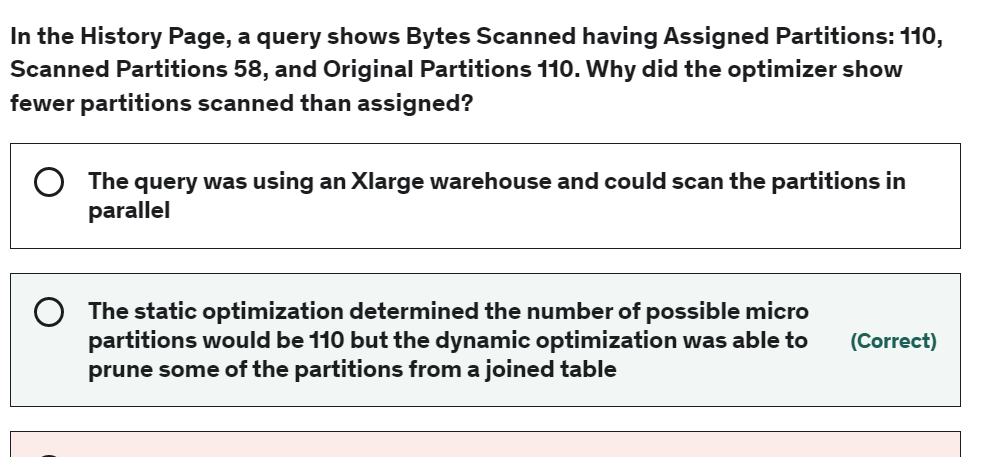 In the History Page, a query shows Bytes Scanned having Assigned Partitions: 110,
Scanned Partitions 58, and Original Partitions 110. Why did the optimizer show
fewer partitions scanned than assigned?
The query was using an Xlarge warehouse and could scan the partitions in
parallel
The static optimization determined the number of possible micro
partitions would be 110 but the dynamic optimization was able to
prune some of the partitions from a joined table
(Correct)